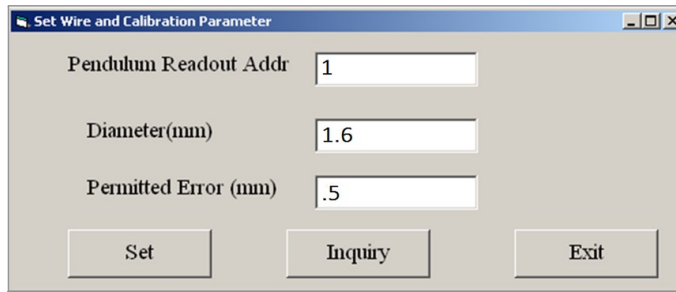 Set Wire and Calibration Parameter
Pendulum Readout Addr 1
Diameter(mm) 1.6
Permitted Error (mm) .5
Set Inquiry Exit